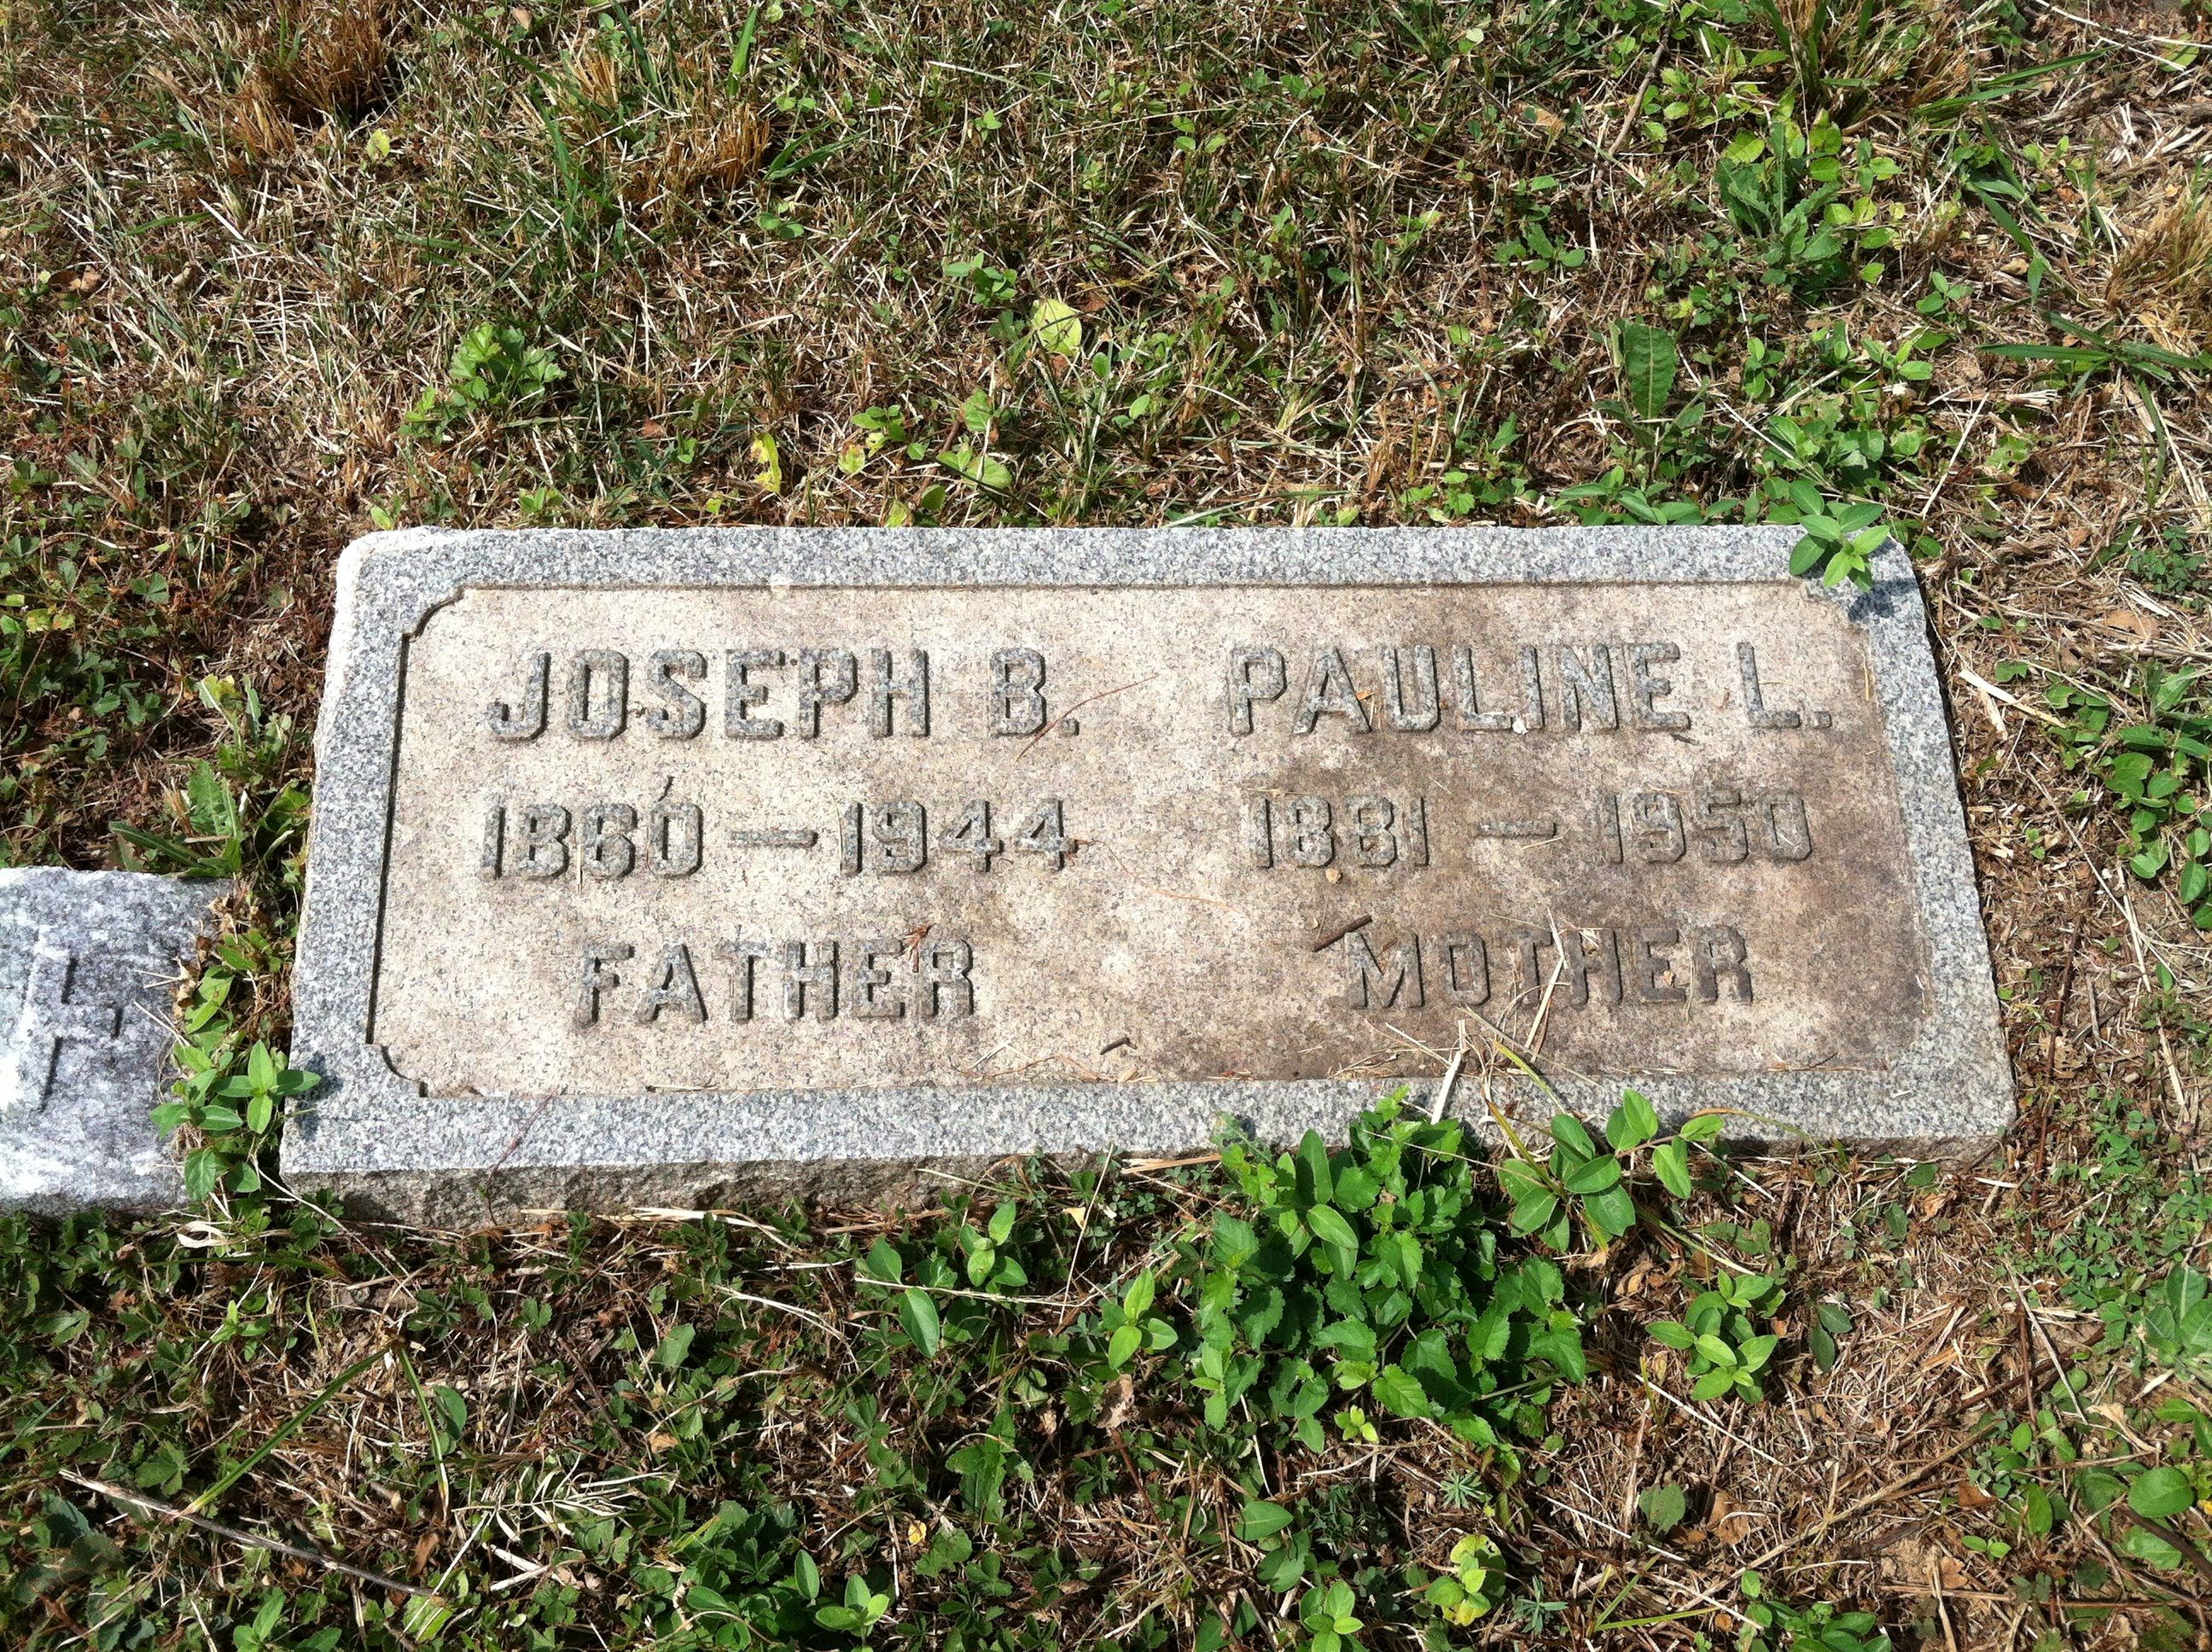 JOSEPH B. PAULINE L.
1860 – 1944 1881 – 1950
FATHER MOTHER